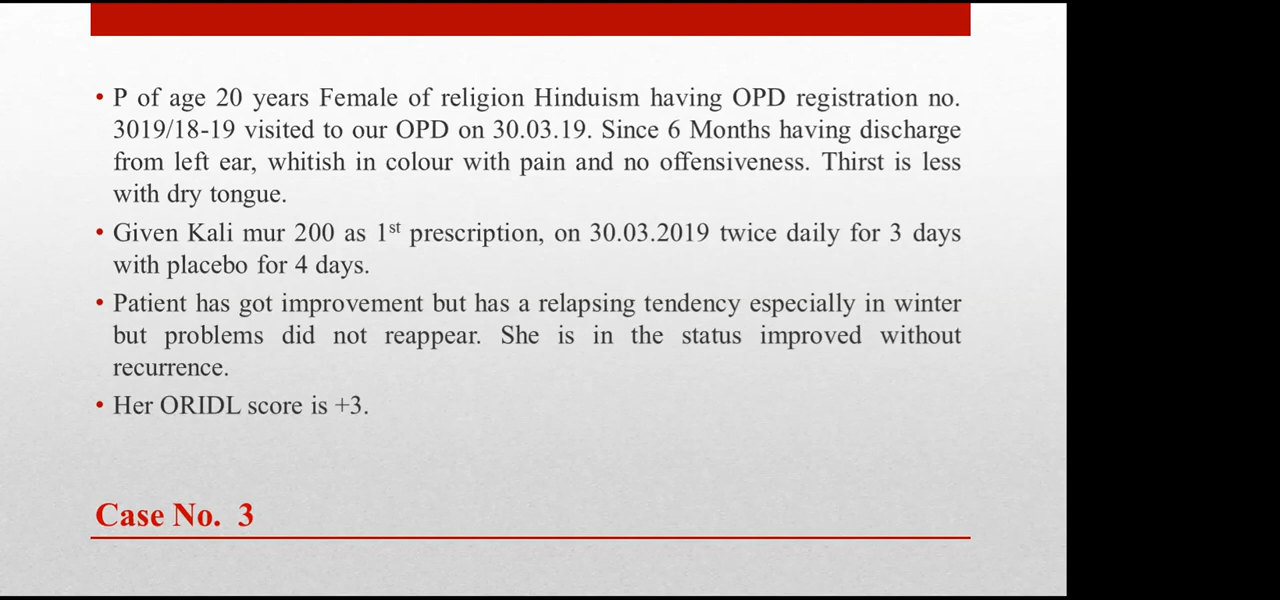 • P of age 20 years Female of religion Hinduism having OPD registration no.
3019/18-19 visited to our OPD on 30.03.19. Since 6 Months having discharge
from left ear, whitish in colour with pain and no offensiveness. Thirst is less
with dry tongue.
• Given Kali mur 200 as 1st prescription, on 30.03.2019 twice daily for 3 days
with placebo for 4 days.
• Patient has got improvement but has a relapsing tendency especially in winter
but problems did not reappear. She is in the status improved without
recurrence.
• Her ORIDL score is +3.
Case No. 3